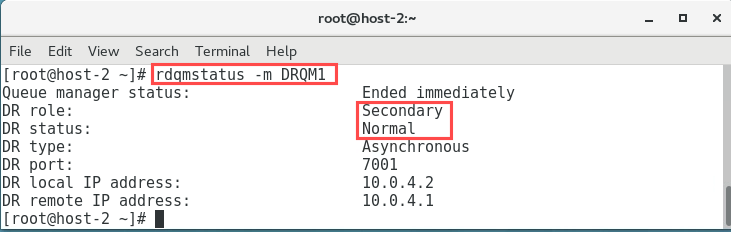 root@host-2:~
File Edit View Search Terminal Help
[root@host-2 ~]# rdqmstatus -m DRQM1
Queue manager status: Ended immediately
DR role: Secondary
DR status: Normal
DR type: Asynchronous
DR port: 7001
DR local IP address: 10.0.4.2
DR remote IP address: 10.0.4.1
[root@host-2 ~]#